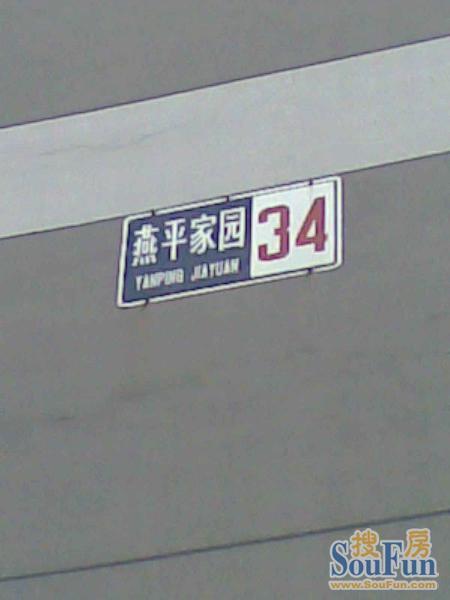 燕平家园 34
YANPING JIAYUAN
搜房
SouFun
www.SouFun.com